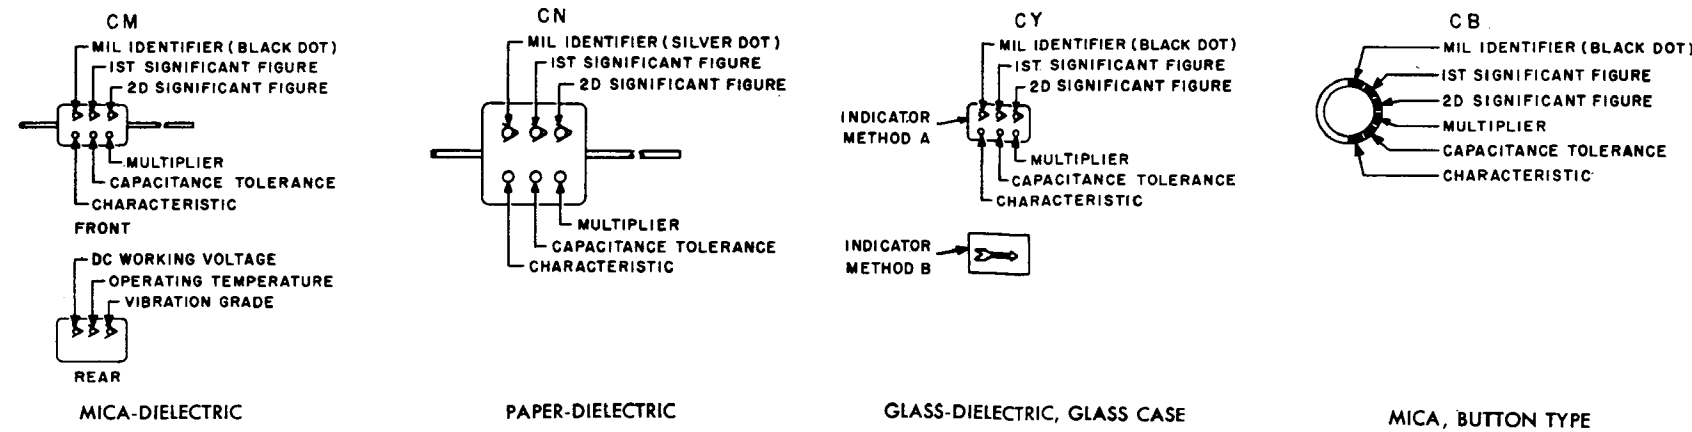 CM
MIL IDENTIFIER (BLACK DOT)
1ST SIGNIFICANT FIGURE
2D SIGNIFICANT FIGURE
MULTIPLIER
CAPACITANCE TOLERANCE
CHARACTERISTIC
FRONT
DC WORKING VOLTAGE
OPERATING TEMPERATURE
VIBRATION GRADE
REAR
MICA-DIELECTRIC
CN
MIL IDENTIFIER (SILVER DOT)
1ST SIGNIFICANT FIGURE
2D SIGNIFICANT FIGURE
MULTIPLIER
CAPACITANCE TOLERANCE
CHARACTERISTIC
PAPER-DIELECTRIC
CY
MIL IDENTIFIER (BLACK DOT)
1ST SIGNIFICANT FIGURE
2D SIGNIFICANT FIGURE
INDICATOR
METHOD A
MULTIPLIER
CAPACITANCE TOLERANCE
CHARACTERISTIC
INDICATOR
METHOD B
GLASS-DIELECTRIC, GLASS CASE
CB
MIL IDENTIFIER (BLACK DOT)
1ST SIGNIFICANT FIGURE
2D SIGNIFICANT FIGURE
MULTIPLIER
CAPACITANCE TOLERANCE
CHARACTERISTIC
MICA, BUTTON TYPE